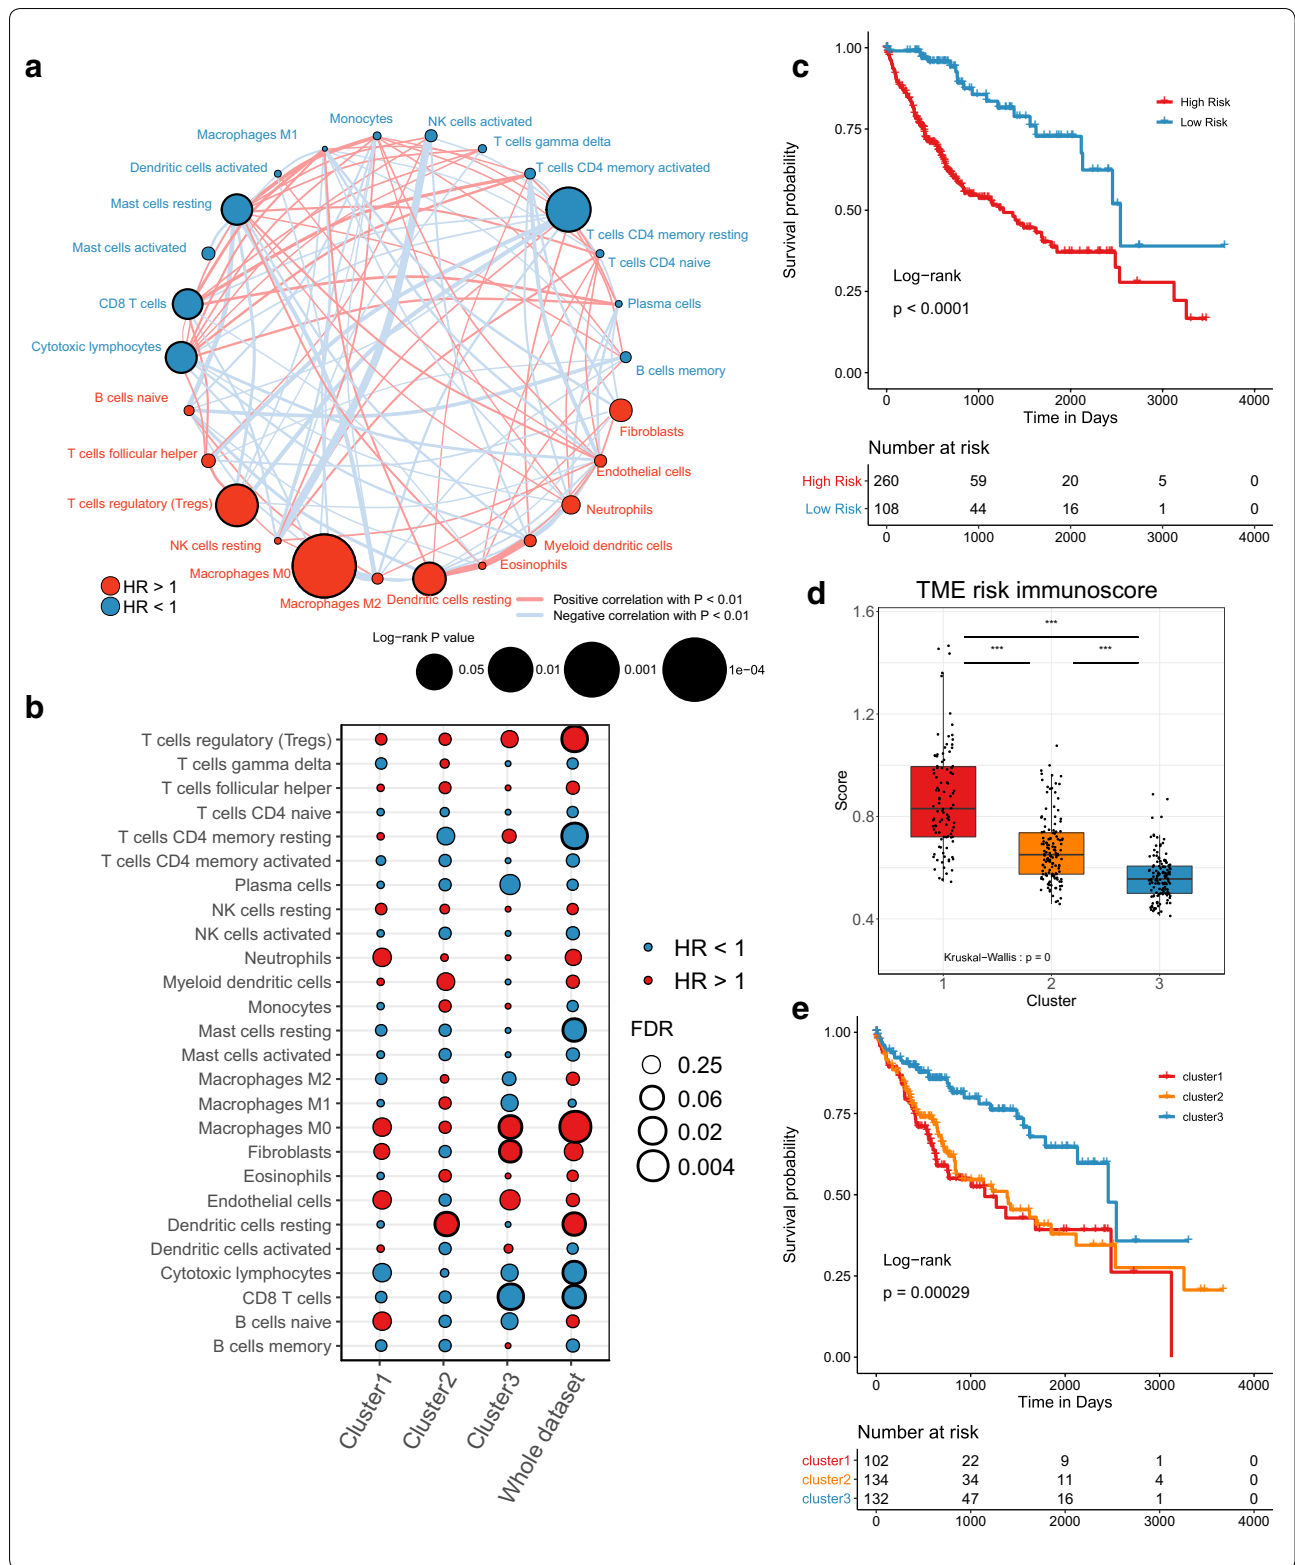 a
Monocytes
NK cells activated
Macrophages M1
T cells gamma delta
Dendritic cells activated
T cells CD4 memory activated
Mast cells resting
T cells CD4 memory resting
Mast cells activated
T cells CD4 naive
CD8 T cells
Plasma cells
Cytotoxic lymphocytes
B cells memory
B cells naive
Fibroblasts
T cells follicular helper
Endothelial cells
T cells regulatory (Tregs)
Neutrophils
NK cells resting
Myeloid dendritic cells
Eosinophils
Macrophages M0
Macrophages M2
Dendritic cells resting
HR > 1
HR < 1
Positive correlation with P < 0.01
Negative correlation with P < 0.01
Log−rank P value
0.05
0.01
0.001
1e−04
b
T cells regulatory (Tregs)
T cells gamma delta
T cells follicular helper
T cells CD4 naive
T cells CD4 memory resting
T cells CD4 memory activated
Plasma cells
NK cells resting
NK cells activated
Neutrophils
Myeloid dendritic cells
Monocytes
Mast cells resting
Mast cells activated
Macrophages M2
Macrophages M1
Macrophages M0
Fibroblasts
Eosinophils
Endothelial cells
Dendritic cells resting
Dendritic cells activated
Cytotoxic lymphocytes
CD8 T cells
B cells naive
B cells memory
Cluster1
Cluster2
Cluster3
Whole dataset
HR < 1
HR > 1
FDR
0.25
0.06
0.02
0.004
c
Survival probability
1.00
0.75
0.50
0.25
0.00
High Risk
Low Risk
Log−rank
p < 0.0001
0 1000 2000 3000 4000
Time in Days
Number at risk
High Risk 260 59 20 5 0
Low Risk 108 44 16 1 0
0 1000 2000 3000 4000
d
TME risk immunoscore
Score
1.6
1.2
0.8
0.4
***
*** ***
Kruskal−Wallis : p = 0
1 2 3
Cluster
e
Survival probability
1.00
0.75
0.50
0.25
0.00
cluster1
cluster2
cluster3
Log−rank
p = 0.00029
0 1000 2000 3000 4000
Time in Days
Number at risk
cluster1 102 22 9 1 0
cluster2 134 34 11 4 0
cluster3 132 47 16 1 0
0 1000 2000 3000 4000